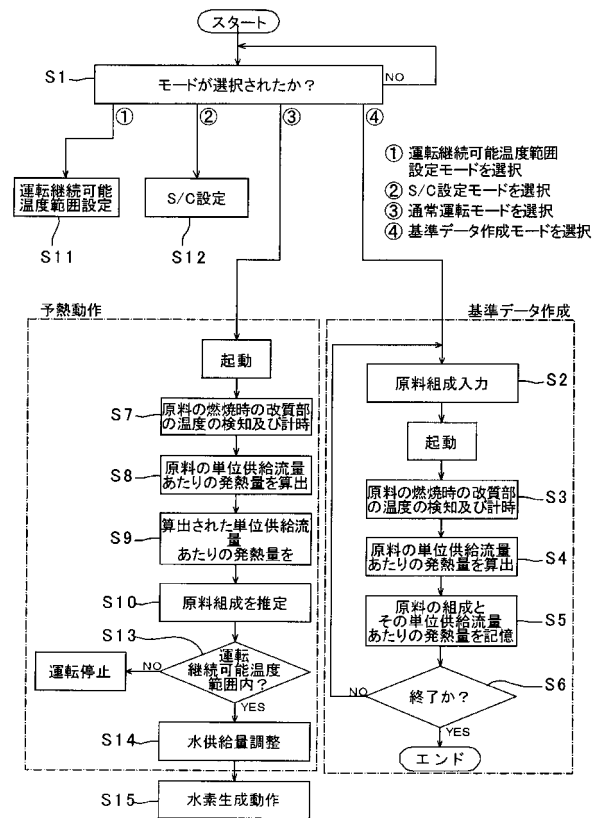 スタート
S1
モードが選択されたか？
NO
①
②
③
④
① 運転継続可能温度範囲
設定モードを選択
② S/C設定モードを選択
③ 通常運転モードを選択
④ 基準データ作成モードを選択
運転継続可能
温度範囲設定
S11
S/C設定
S12
予熱動作
起動
S7
原料の燃焼時の改質部
の温度の検知及び計時
S8
原料の単位供給流量
あたりの発熱量を算出
S9
算出された単位供給流
量
あたりの発熱量を
S10
原料組成を推定
S13
運転
継続可能温度
範囲内？
NO
運転停止
YES
S14
水供給量調整
S15
水素生成動作
基準データ作成
原料組成入力
S2
起動
原料の燃焼時の改質部
の温度の検知及び計時
S3
原料の単位供給流量
あたりの発熱量を算出
S4
原料の組成と
その単位供給流量
あたりの発熱量を記憶
S5
終了か？
S6
NO
YES
エンド